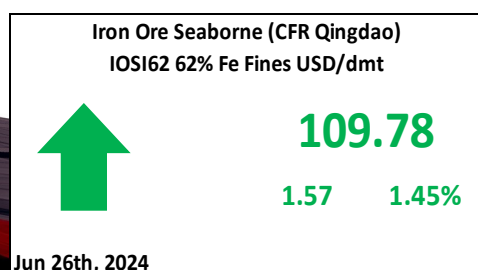 Iron Ore Seaborne (CFR Qingdao)
IOSI62 62% Fe Fines USD/dmt
109.78
1.57 1.45%
Jun 26th, 2024